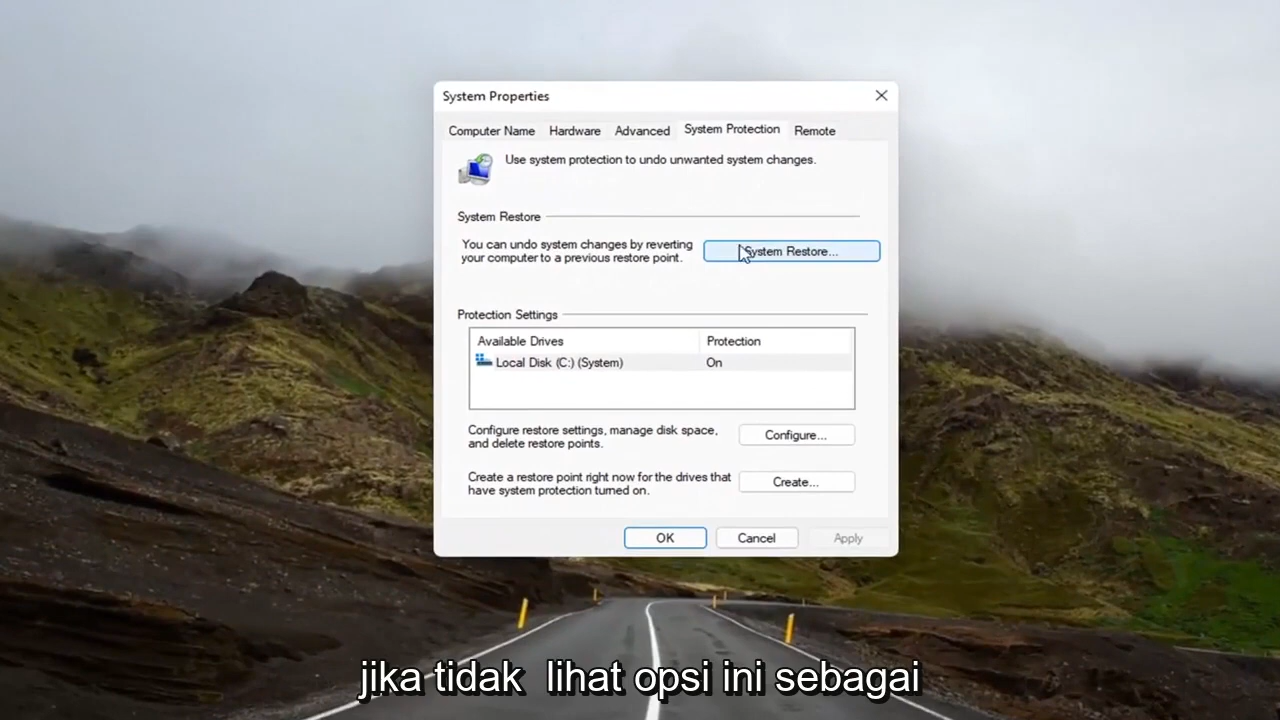 System Properties
Computer Name Hardware Advanced System Protection Remote
Use system protection to undo unwanted system changes.
System Restore
You can undo system changes by reverting
your computer to a previous restore point.
System Restore...
Protection Settings
Available Drives Protection
Local Disk (C:) (System) On
Configure restore settings, manage disk space,
and delete restore points.
Configure...
Create a restore point right now for the drives that
have system protection turned on.
Create...
OK Cancel Apply
jika tidak lihat opsi ini sebagai